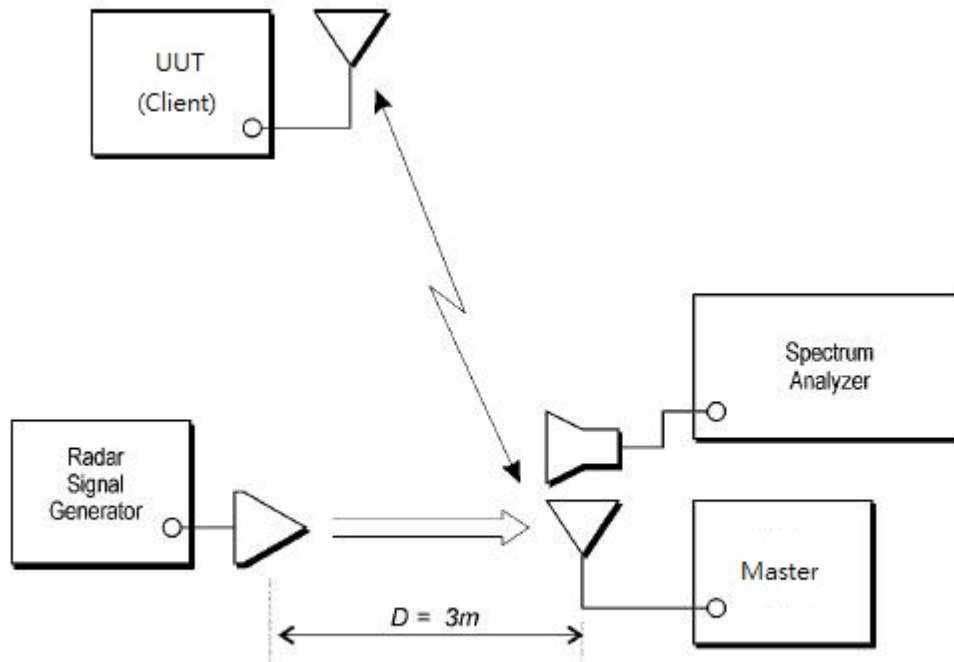 UUT
(Client)
Spectrum
Analyzer
Radar
Signal
Generator
Master
D = 3m